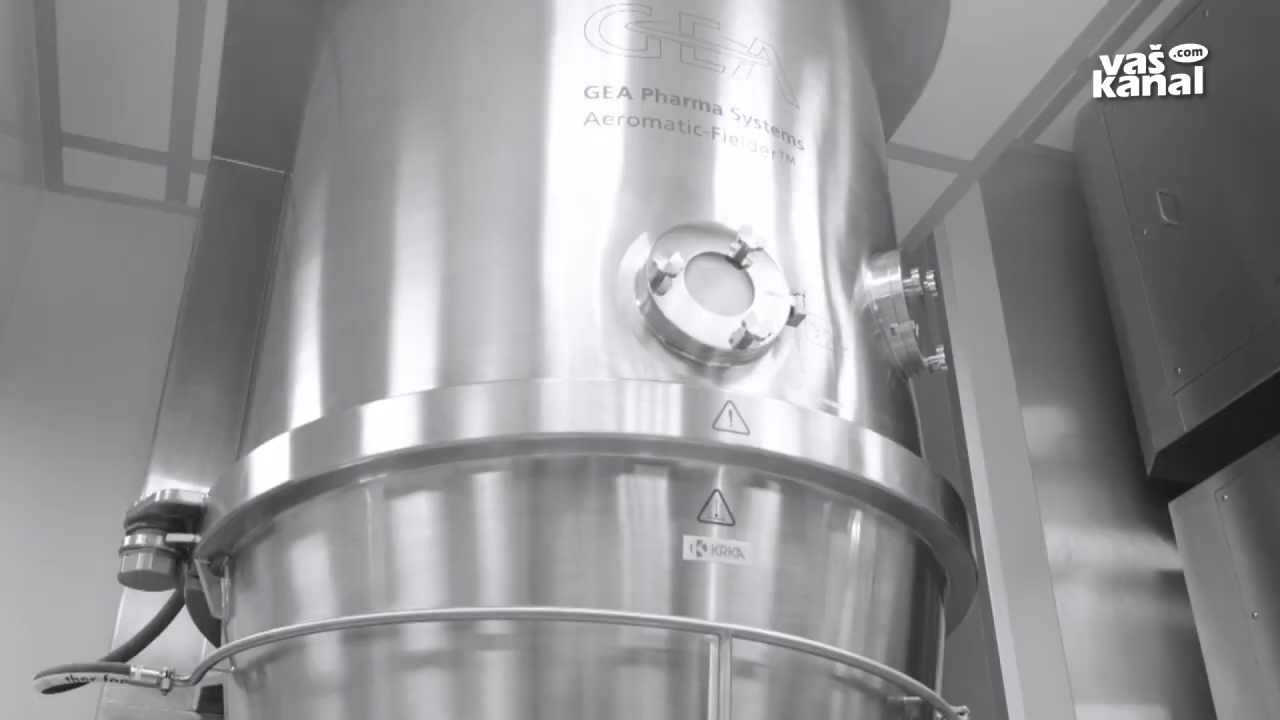 GEA
GEA Pharma Systems
Aeromatic-Fielder™
vaš
.com
kanal
KRKA